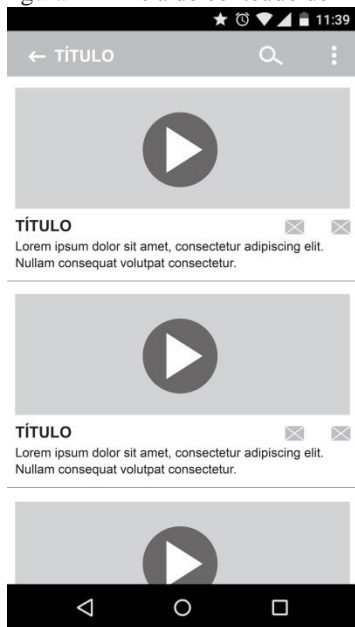 11:39
← TÍTULO
TÍTULO
Lorem ipsum dolor sit amet, consectetur adipiscing elit.
Nullam consequat volutpat consectetur.
TÍTULO
Lorem ipsum dolor sit amet, consectetur adipiscing elit.
Nullam consequat volutpat consectetur.